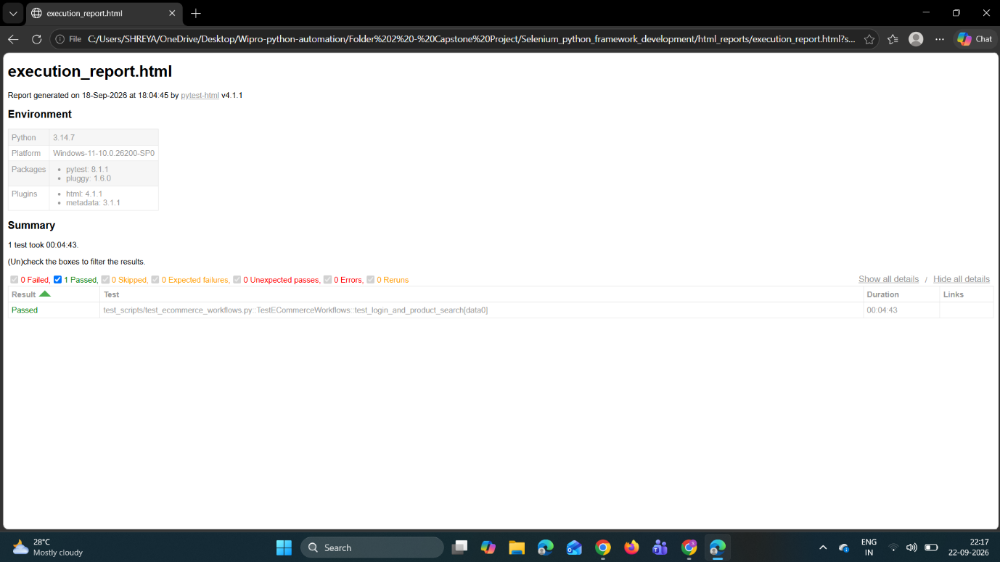 execution_report.html
File C:/Users/SHREYA/OneDrive/Desktop/Wipro-python-automation/Folder%202%20-%20Capstone%20Project/Selenium_python_framework_development/html_reports/execution_report.html?s...
Chat
execution_report.html
Report generated on 18-Sep-2026 at 18:04:45 by pytest-html v4.1.1
Environment
Python 3.14.7
Platform Windows-11-10.0.26200-SP0
Packages • pytest: 8.1.1
• pluggy: 1.6.0
Plugins • html: 4.1.1
• metadata: 3.1.1
Summary
1 test took 00:04:43.
(Un)check the boxes to filter the results.
0 Failed, 1 Passed, 0 Skipped, 0 Expected failures, 0 Unexpected passes, 0 Errors, 0 Reruns Show all details / Hide all details
Result Test Duration Links
Passed test_scripts/test_ecommerce_workflows.py::TestECommerceWorkflows::test_login_and_product_search[data0] 00:04:43
28°C
Mostly cloudy
Search
ENG
IN
22:17
22-09-2026